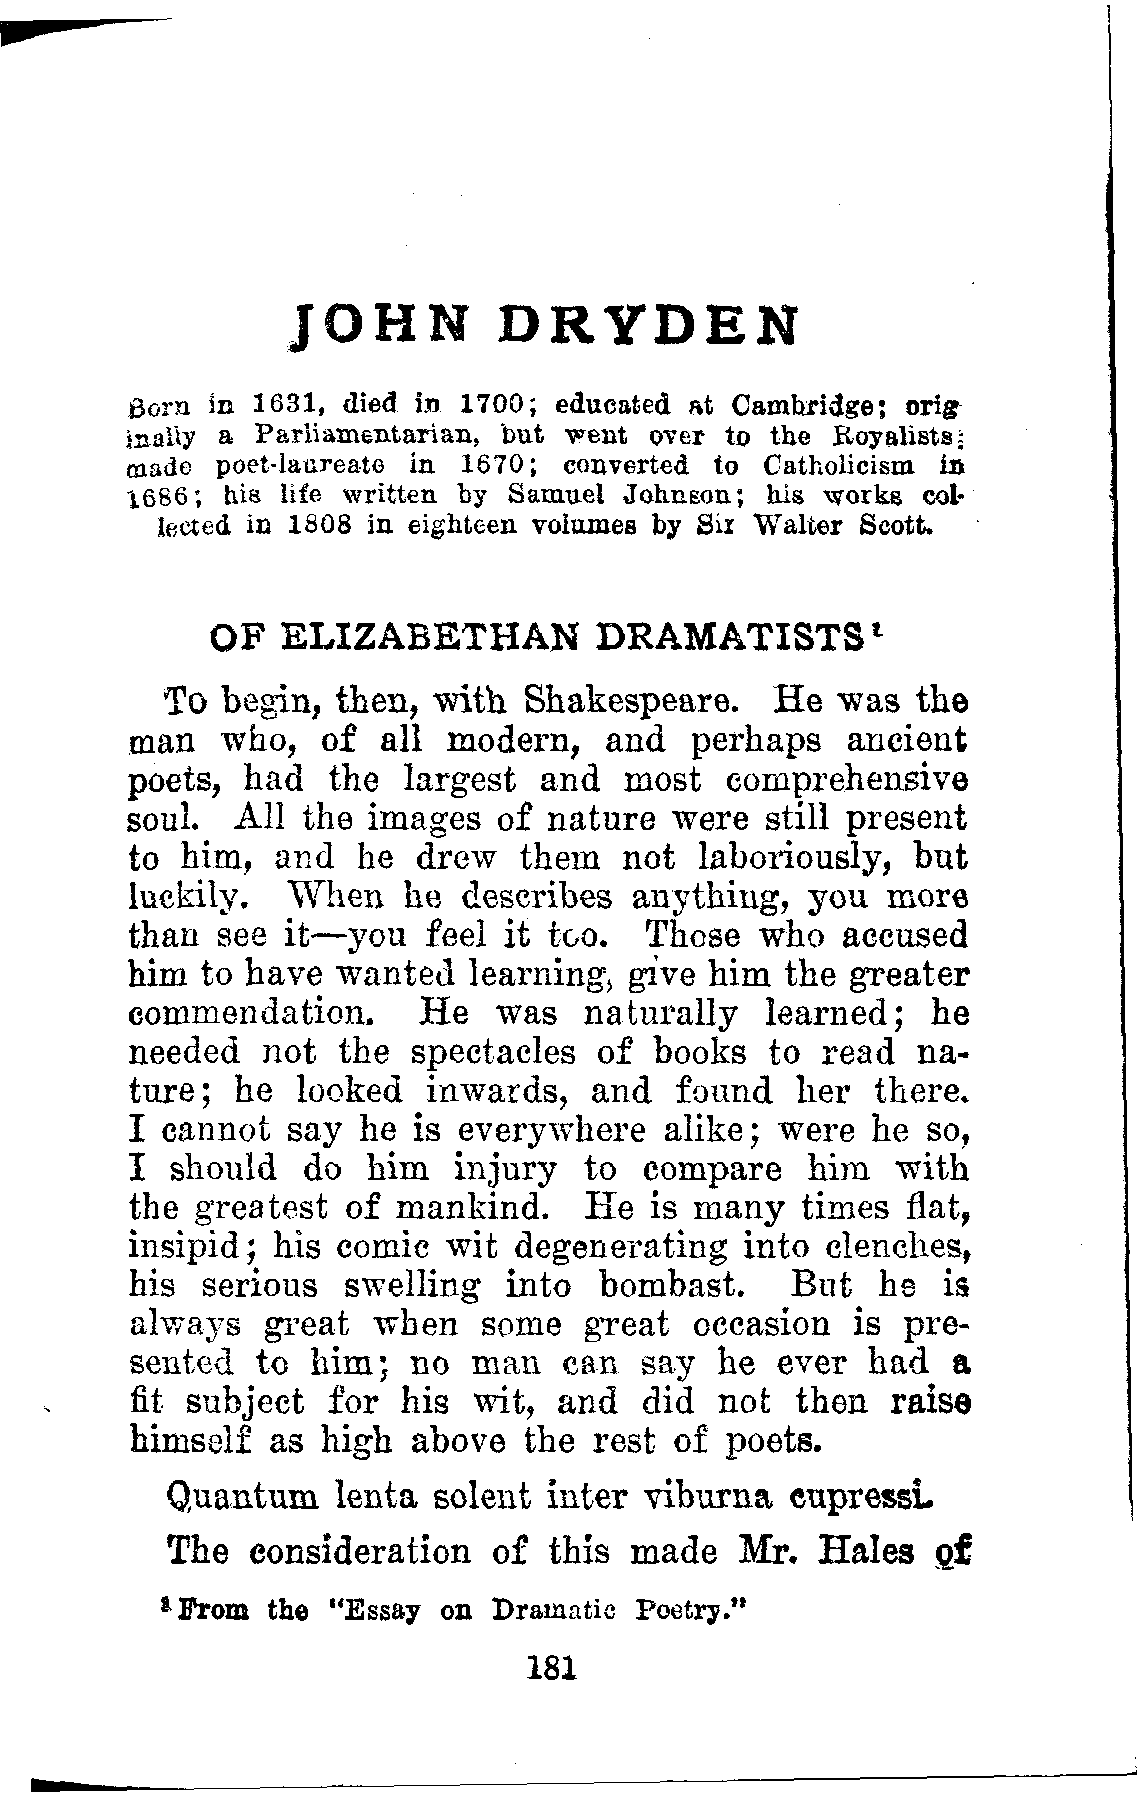 JOHN DRYDEN
Born in 1631, died in 1700; educated at Cambridge; orig-
inally a Parliamentarian, but went over to the Royalists;
made poet-laureate in 1670; converted to Catholicism in
1686; his life written by Samuel Johnson; his works col-
lected in 1808 in eighteen volumes by Sir Walter Scott.
OF ELIZABETHAN DRAMATISTS¹
To begin, then, with Shakespeare. He was the
man who, of all modern, and perhaps ancient
poets, had the largest and most comprehensive
soul. All the images of nature were still present
to him, and he drew them not laboriously, but
luckily. When he describes anything, you more
than see it—you feel it too. Those who accused
him to have wanted learning, give him the greater
commendation. He was naturally learned; he
needed not the spectacles of books to read na-
ture; he looked inwards, and found her there.
I cannot say he is everywhere alike; were he so,
I should do him injury to compare him with
the greatest of mankind. He is many times flat,
insipid; his comic wit degenerating into clenches,
his serious swelling into bombast. But he is
always great when some great occasion is pre-
sented to him; no man can say he ever had a
fit subject for his wit, and did not then raise
himself as high above the rest of poets.
Quantum lenta solent inter viburna cupressi.
The consideration of this made Mr. Hales of
¹ From the "Essay on Dramatic Poetry."
181